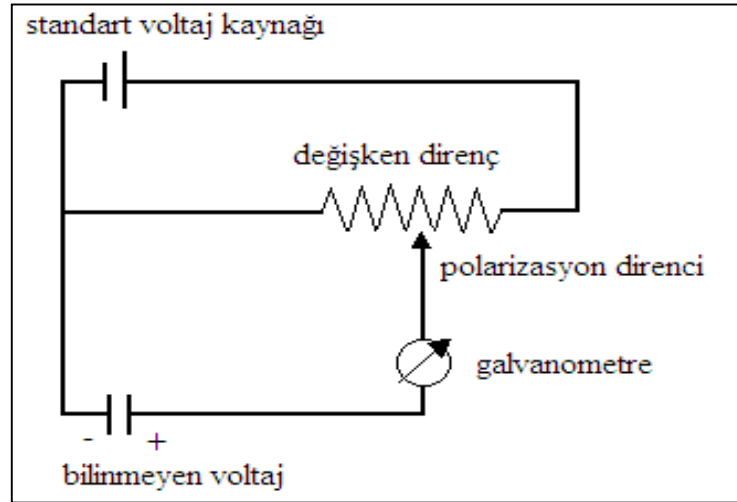 standart voltaj kaynağı
değişken direnç
polarizasyon direnci
galvanometre
- +
bilinmeyen voltaj